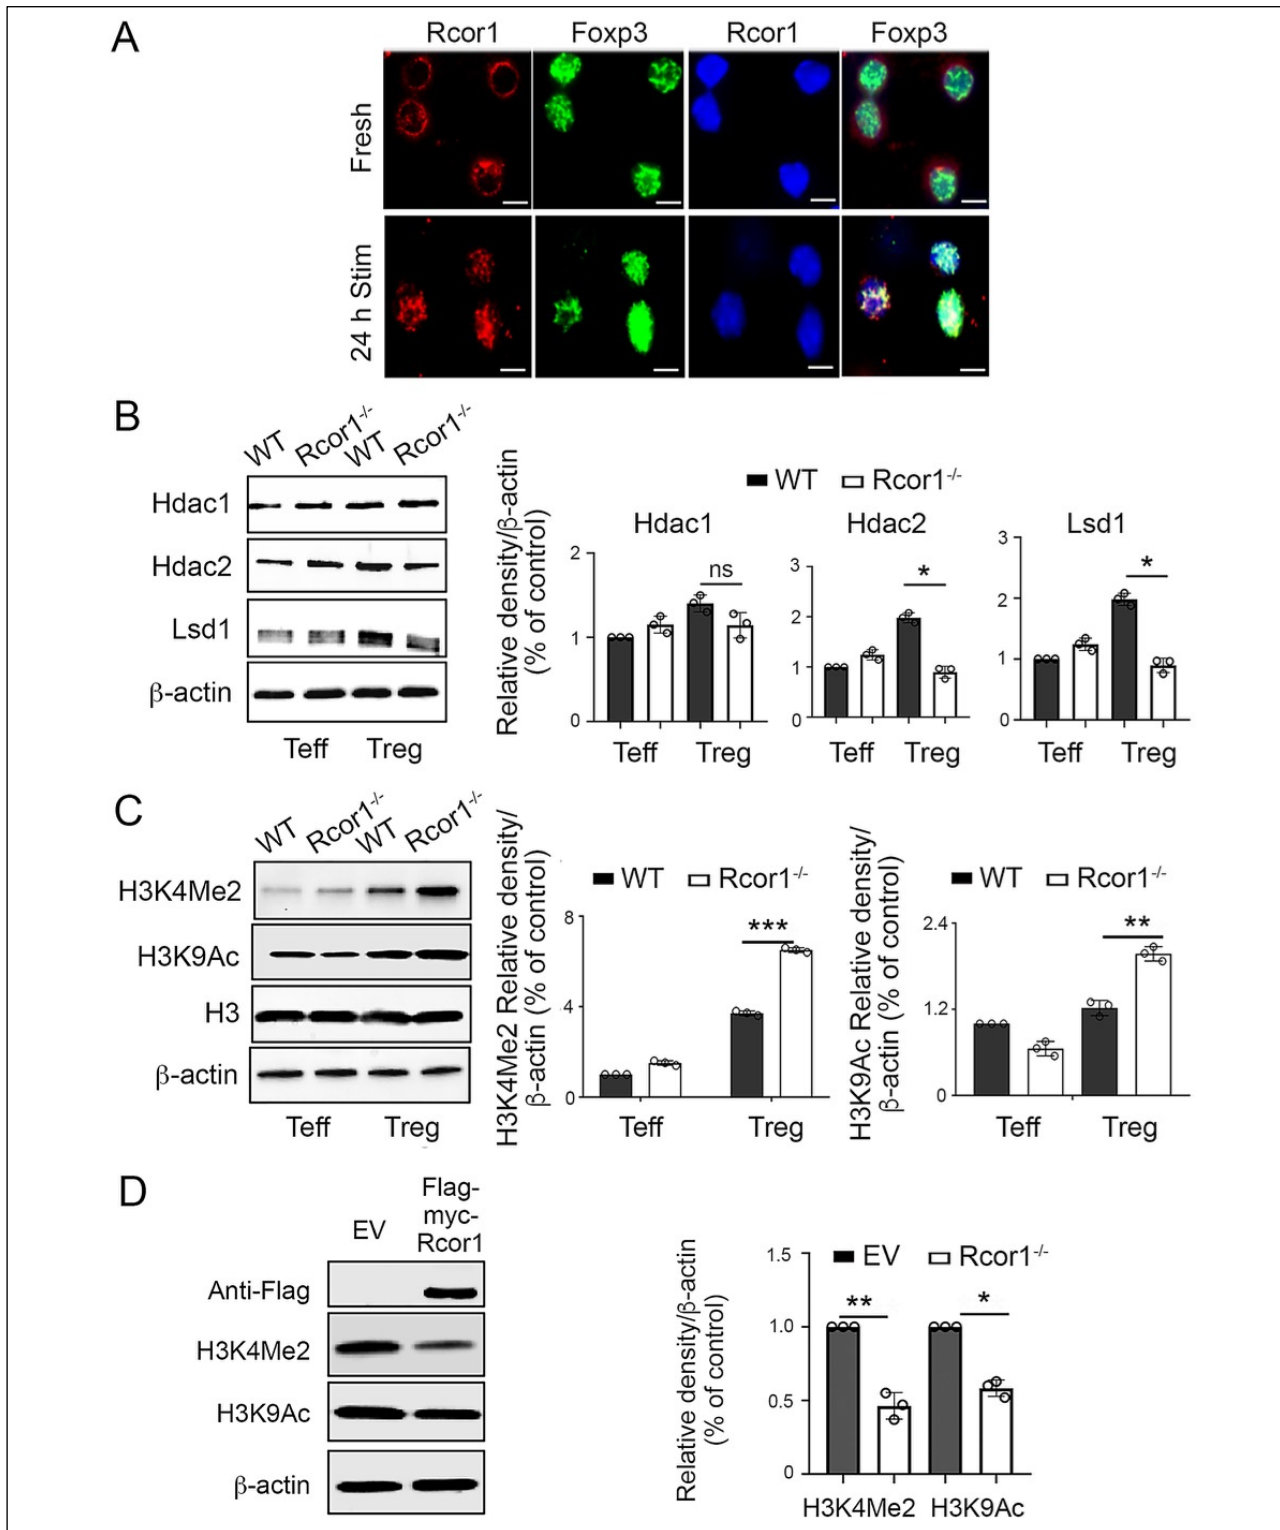 A
Rcor1 Foxp3 Rcor1 Foxp3
Fresh
24 h Stim
B
WT Rcor1-/- WT Rcor1-/-
Hdac1
Hdac2
Lsd1
β-actin
Teff Treg
Relative density/β-actin
(% of control)
WT Rcor1-/-
Hdac1
2
1
0
ns
Teff Treg
Hdac2
3
2
1
0
*
Teff Treg
Lsd1
3
2
1
0
*
Teff Treg
C
WT Rcor1-/- WT Rcor1-/-
H3K4Me2
H3K9Ac
H3
β-actin
Teff Treg
H3K4Me2 Relative density/
β-actin (% of control)
WT Rcor1-/-
8
4
0
***
Teff Treg
H3K9Ac Relative density/
β-actin (% of control)
WT Rcor1-/-
2.4
1.2
0
**
Teff Treg
D
EV
Flag-
myc-
Rcor1
Anti-Flag
H3K4Me2
H3K9Ac
β-actin
Relative density/β-actin
(% of control)
EV Rcor1-/-
1.5
1.0
0.5
0
**
*
H3K4Me2 H3K9Ac